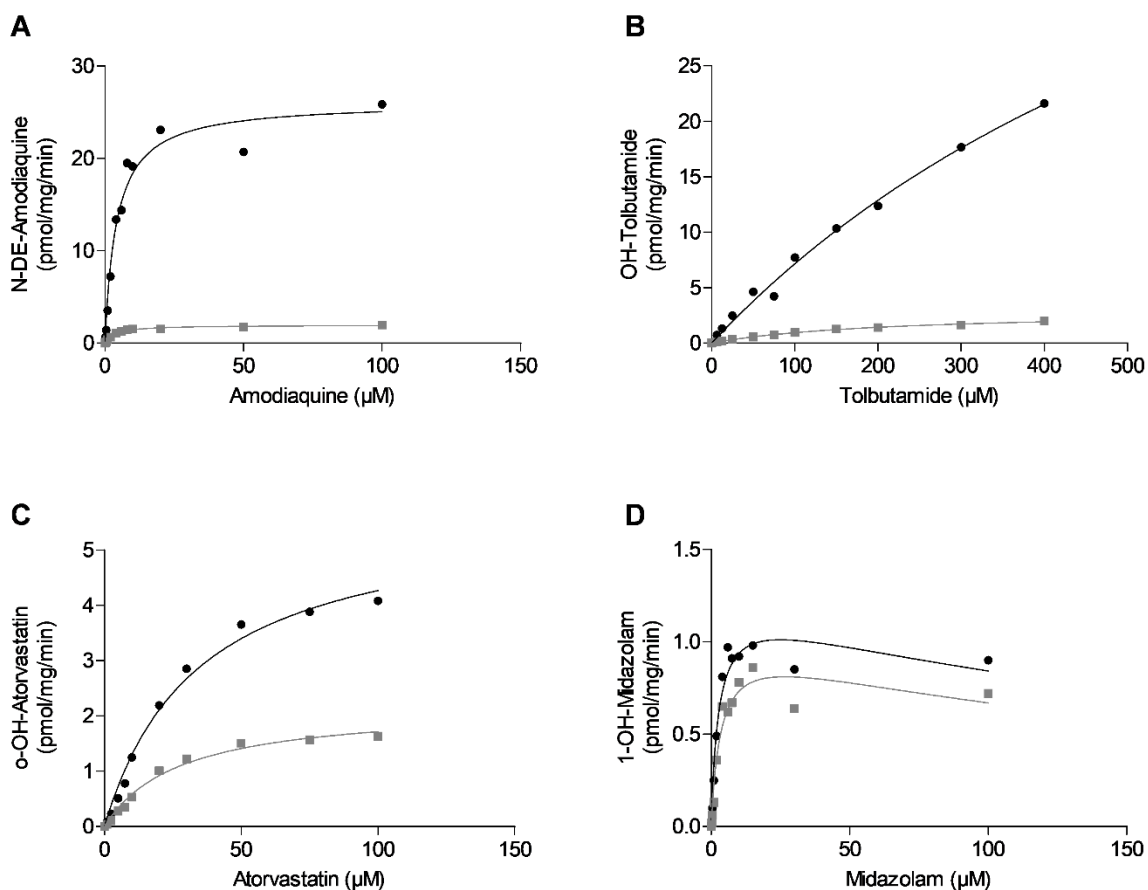 A
N-DE-Amodiaquine
(pmol/mg/min)
30
20
10
0
0
50
100
150
Amodiaquine (µM)
B
OH-Tolbutamide
(pmol/mg/min)
25
20
15
10
5
0
0
100
200
300
400
500
Tolbutamide (µM)
C
o-OH-Atorvastatin
(pmol/mg/min)
5
4
3
2
1
0
0
50
100
150
Atorvastatin (µM)
D
1-OH-Midazolam
(pmol/mg/min)
1.5
1.0
0.5
0.0
0
50
100
150
Midazolam (µM)